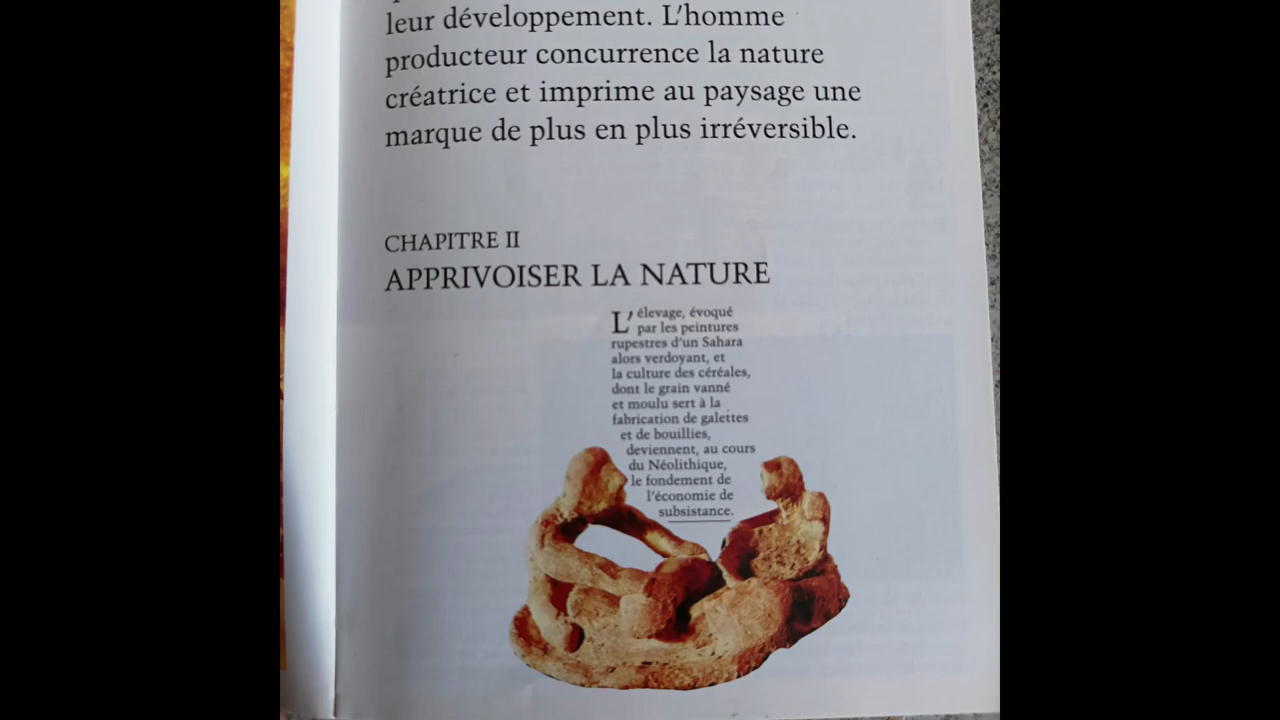 leur développement. L'homme
producteur concurrence la nature
créatrice et imprime au paysage une
marque de plus en plus irréversible.
CHAPITRE II
APPRIVOISER LA NATURE
L'élevage, évoqué
par les peintures
rupestres d'un Sahara
alors verdoyant, et
la culture des céréales,
dont le grain vanné
et moulu sert à la
fabrication de galettes
et de bouillies,
deviennent, au cours
du Néolithique,
le fondement de
l'économie de
subsistance.